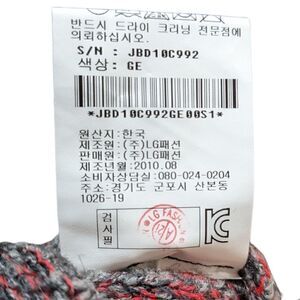 반드시 드라이 크리닝 전문점에
의뢰하십시오.
S/N : JBD10C992
색상: GE
*JBD10C992GE00S1*
원산지:한국
제조원:(주)LG패션
판매원:(주)LG패션
제조년월:2010.08
소비자상담실:080-024-0204
주소:경기도 군포시 산본동
1026-19
검사필
LG FASHION